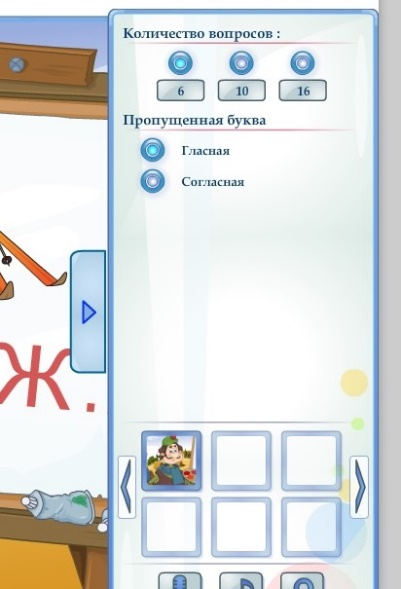 Количество вопросов :
6 10 16
Пропущенная буква
Гласная
Согласная
Ж.